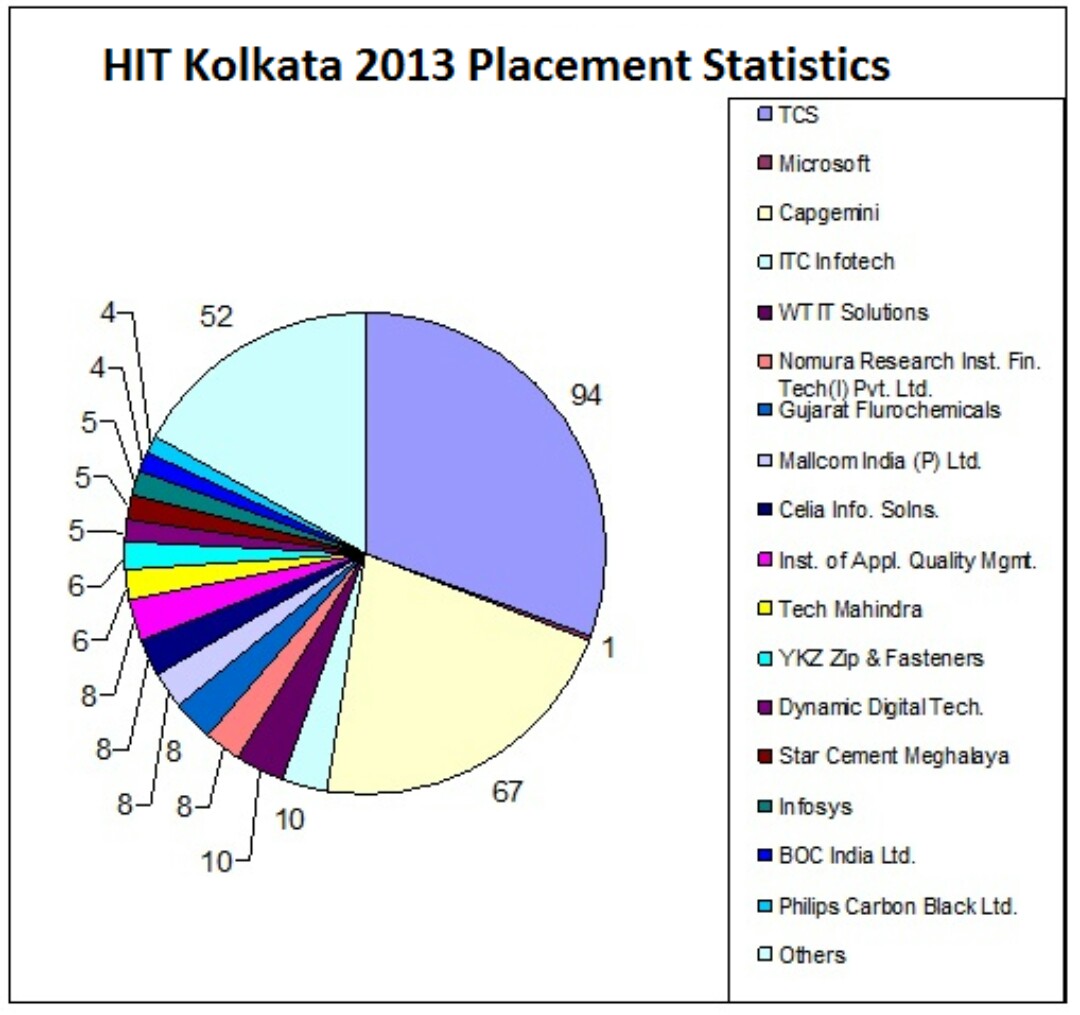 HIT Kolkata 2013 Placement Statistics
TCS
Microsoft
Capgemini
ITC Infotech
WT IT Solutions
Nomura Research Inst. Fin.
Tech(I) Pvt. Ltd.
Gujarat Flurochemicals
Mallcom India (P) Ltd.
Celia Info. Solns.
Inst. of Appl. Quality Mgmt.
Tech Mahindra
YKZ Zip & Fasteners
Dynamic Digital Tech.
Star Cement Meghalaya
Infosys
BOC India Ltd.
Philips Carbon Black Ltd.
Others
94
1
67
10
10
8
8
8
8
8
6
6
5
5
5
4
4
52